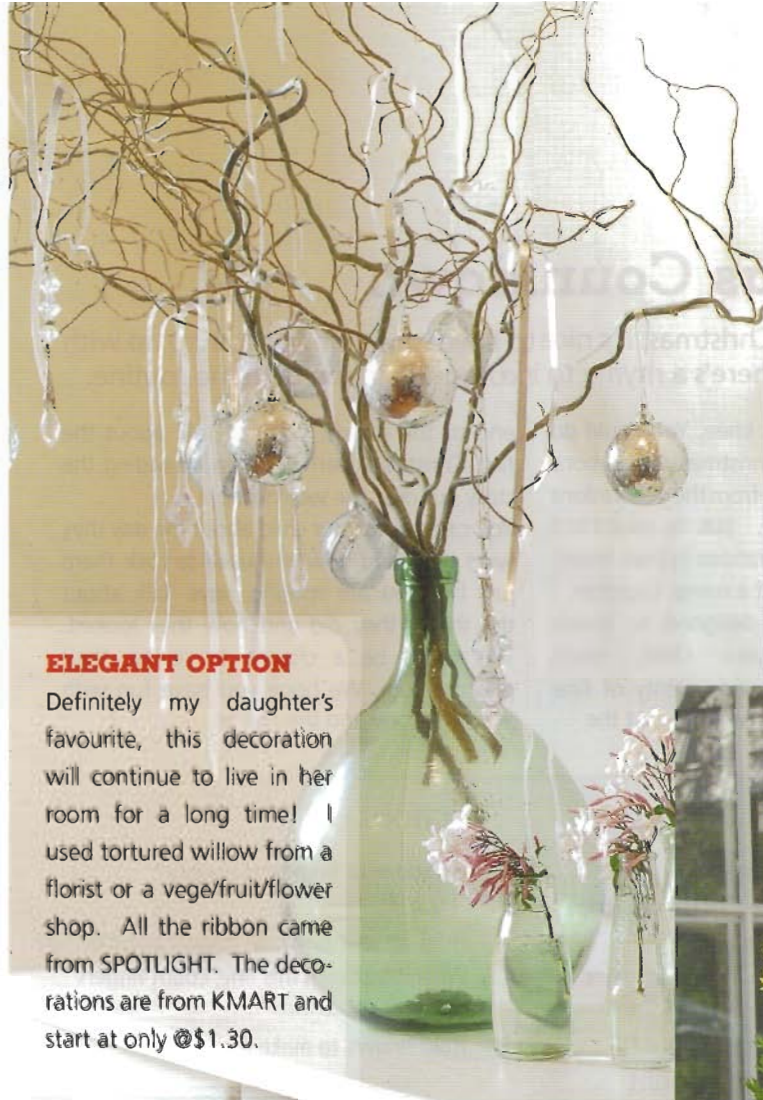 ELEGANT OPTION
Definitely my daughter's
favourite, this decoration
will continue to live in her
room for a long time! I
used tortured willow from a
florist or a vege/fruit/flower
shop. All the ribbon came
from SPOTLIGHT. The deco-
rations are from KMART and
start at only @$1.30.